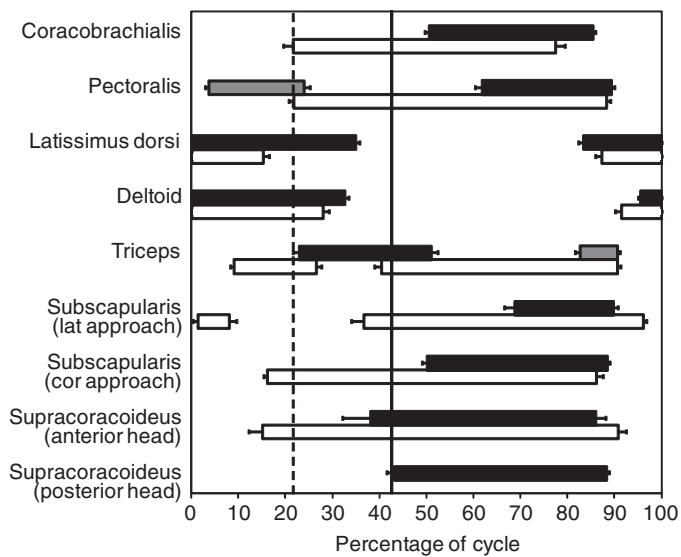 Coracobrachialis
Pectoralis
Latissimus dorsi
Deltoid
Triceps
Subscapularis
(lat approach)
Subscapularis
(cor approach)
Supracoracoideus
(anterior head)
Supracoracoideus
(posterior head)
0 10 20 30 40 50 60 70 80 90 100
Percentage of cycle